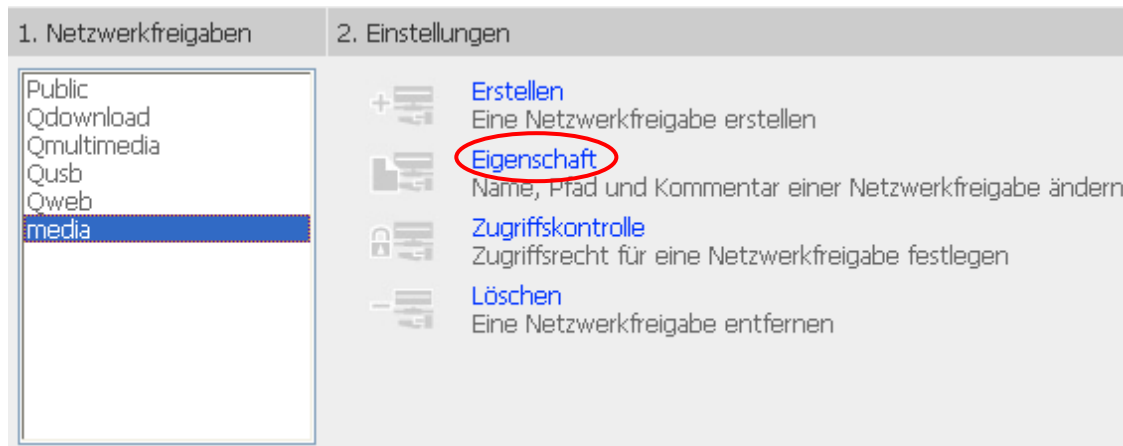 1. Netzwerkfreigaben
2. Einstellungen
Public
Qdownload
Qmultimedia
Qusb
Qweb
media
Erstellen
Eine Netzwerkfreigabe erstellen
Eigenschaft
Name, Pfad und Kommentar einer Netzwerkfreigabe ändern
Zugriffskontrolle
Zugriffsrecht für eine Netzwerkfreigabe festlegen
Löschen
Eine Netzwerkfreigabe entfernen